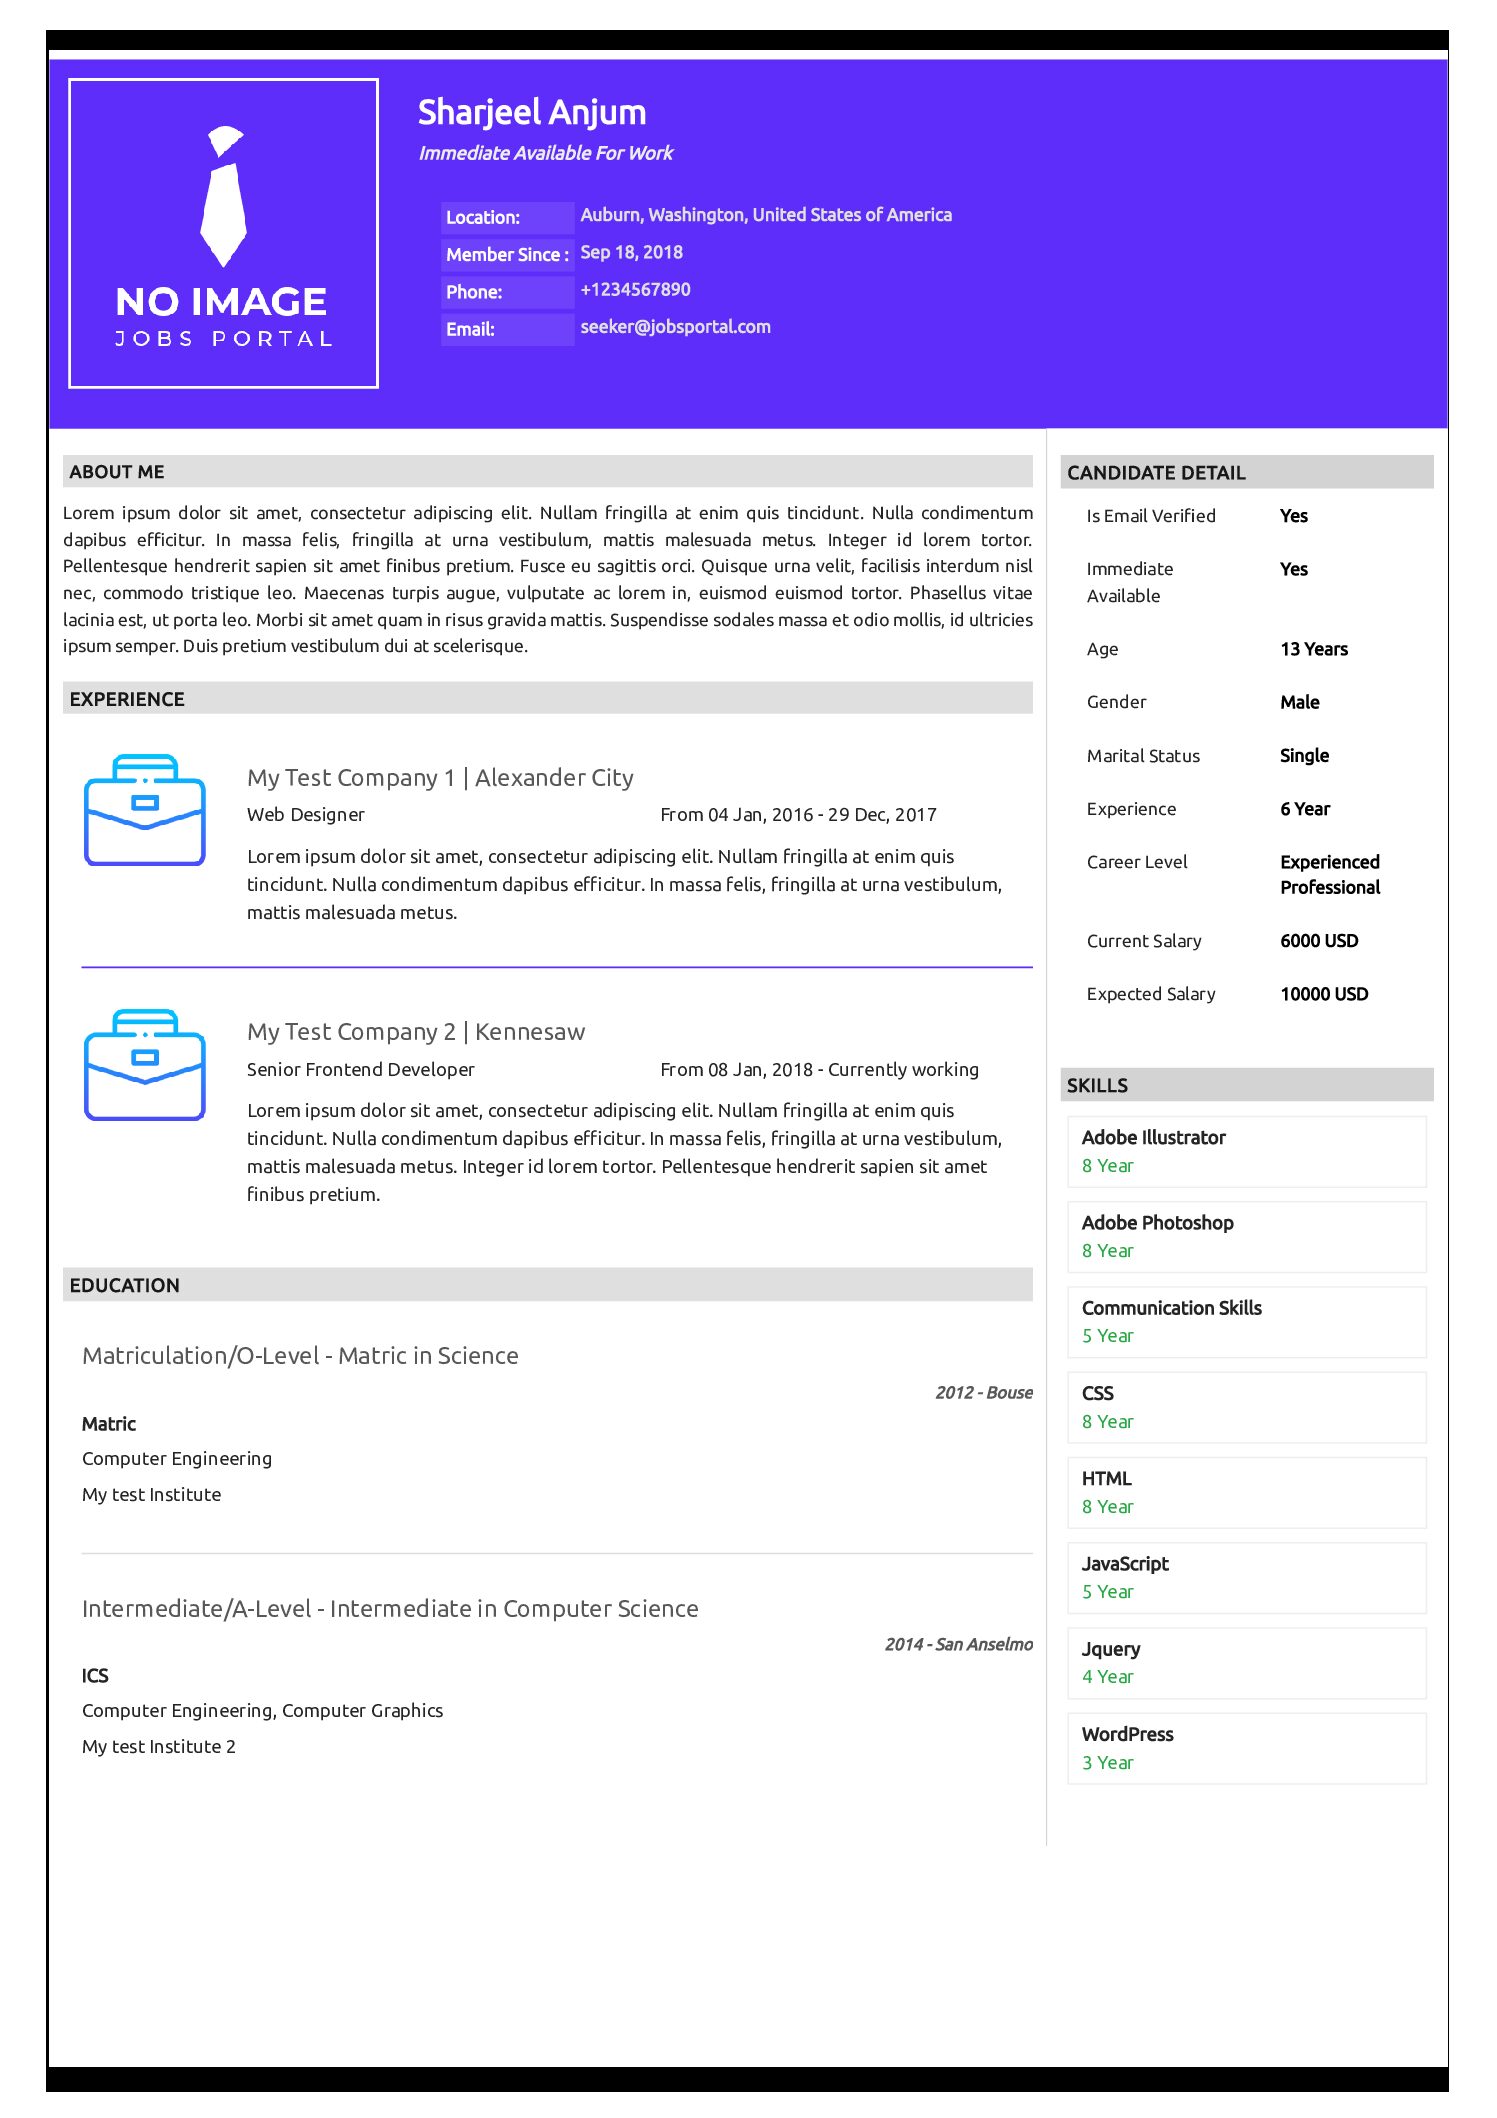 NO IMAGE
JOBS PORTAL
Sharjeel Anjum
Immediate Available For Work
Location: Auburn, Washington, United States of America
Member Since : Sep 18, 2018
Phone: +1234567890
Email: seeker@jobsportal.com
ABOUT ME
Lorem ipsum dolor sit amet, consectetur adipiscing elit. Nullam fringilla at enim quis tincidunt. Nulla condimentum
dapibus efficitur. In massa felis, fringilla at urna vestibulum, mattis malesuada metus. Integer id lorem tortor.
Pellentesque hendrerit sapien sit amet finibus pretium. Fusce eu sagittis orci. Quisque urna velit, facilisis interdum nisl
nec, commodo tristique leo. Maecenas turpis augue, vulputate ac lorem in, euismod euismod tortor. Phasellus vitae
lacinia est, ut porta leo. Morbi sit amet quam in risus gravida mattis. Suspendisse sodales massa et odio mollis, id ultricies
ipsum semper. Duis pretium vestibulum dui at scelerisque.
EXPERIENCE
My Test Company 1 | Alexander City
Web Designer From 04 Jan, 2016 - 29 Dec, 2017
Lorem ipsum dolor sit amet, consectetur adipiscing elit. Nullam fringilla at enim quis
tincidunt. Nulla condimentum dapibus efficitur. In massa felis, fringilla at urna vestibulum,
mattis malesuada metus.
My Test Company 2 | Kennesaw
Senior Frontend Developer From 08 Jan, 2018 - Currently working
Lorem ipsum dolor sit amet, consectetur adipiscing elit. Nullam fringilla at enim quis
tincidunt. Nulla condimentum dapibus efficitur. In massa felis, fringilla at urna vestibulum,
mattis malesuada metus. Integer id lorem tortor. Pellentesque hendrerit sapien sit amet
finibus pretium.
EDUCATION
Matriculation/O-Level - Matric in Science
2012 - Bouse
Matric
Computer Engineering
My test Institute
Intermediate/A-Level - Intermediate in Computer Science
2014 - San Anselmo
ICS
Computer Engineering, Computer Graphics
My test Institute 2
CANDIDATE DETAIL
Is Email Verified Yes
Immediate Yes
Available
Age 13 Years
Gender Male
Marital Status Single
Experience 6 Year
Career Level Experienced
Professional
Current Salary 6000 USD
Expected Salary 10000 USD
SKILLS
Adobe Illustrator
8 Year
Adobe Photoshop
8 Year
Communication Skills
5 Year
CSS
8 Year
HTML
8 Year
JavaScript
5 Year
Jquery
4 Year
WordPress
3 Year